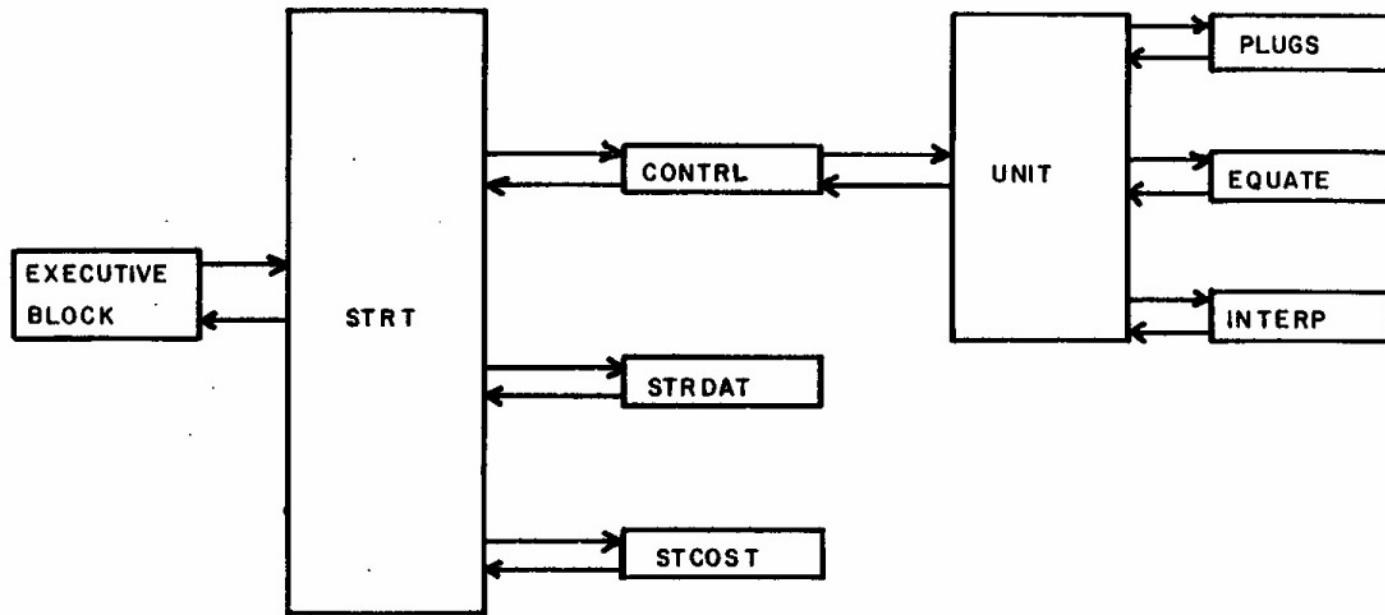 EXECUTIVE
BLOCK
STRT
CONTRL
STRDAT
STCOST
UNIT
PLUGS
EQUATE
INTERP